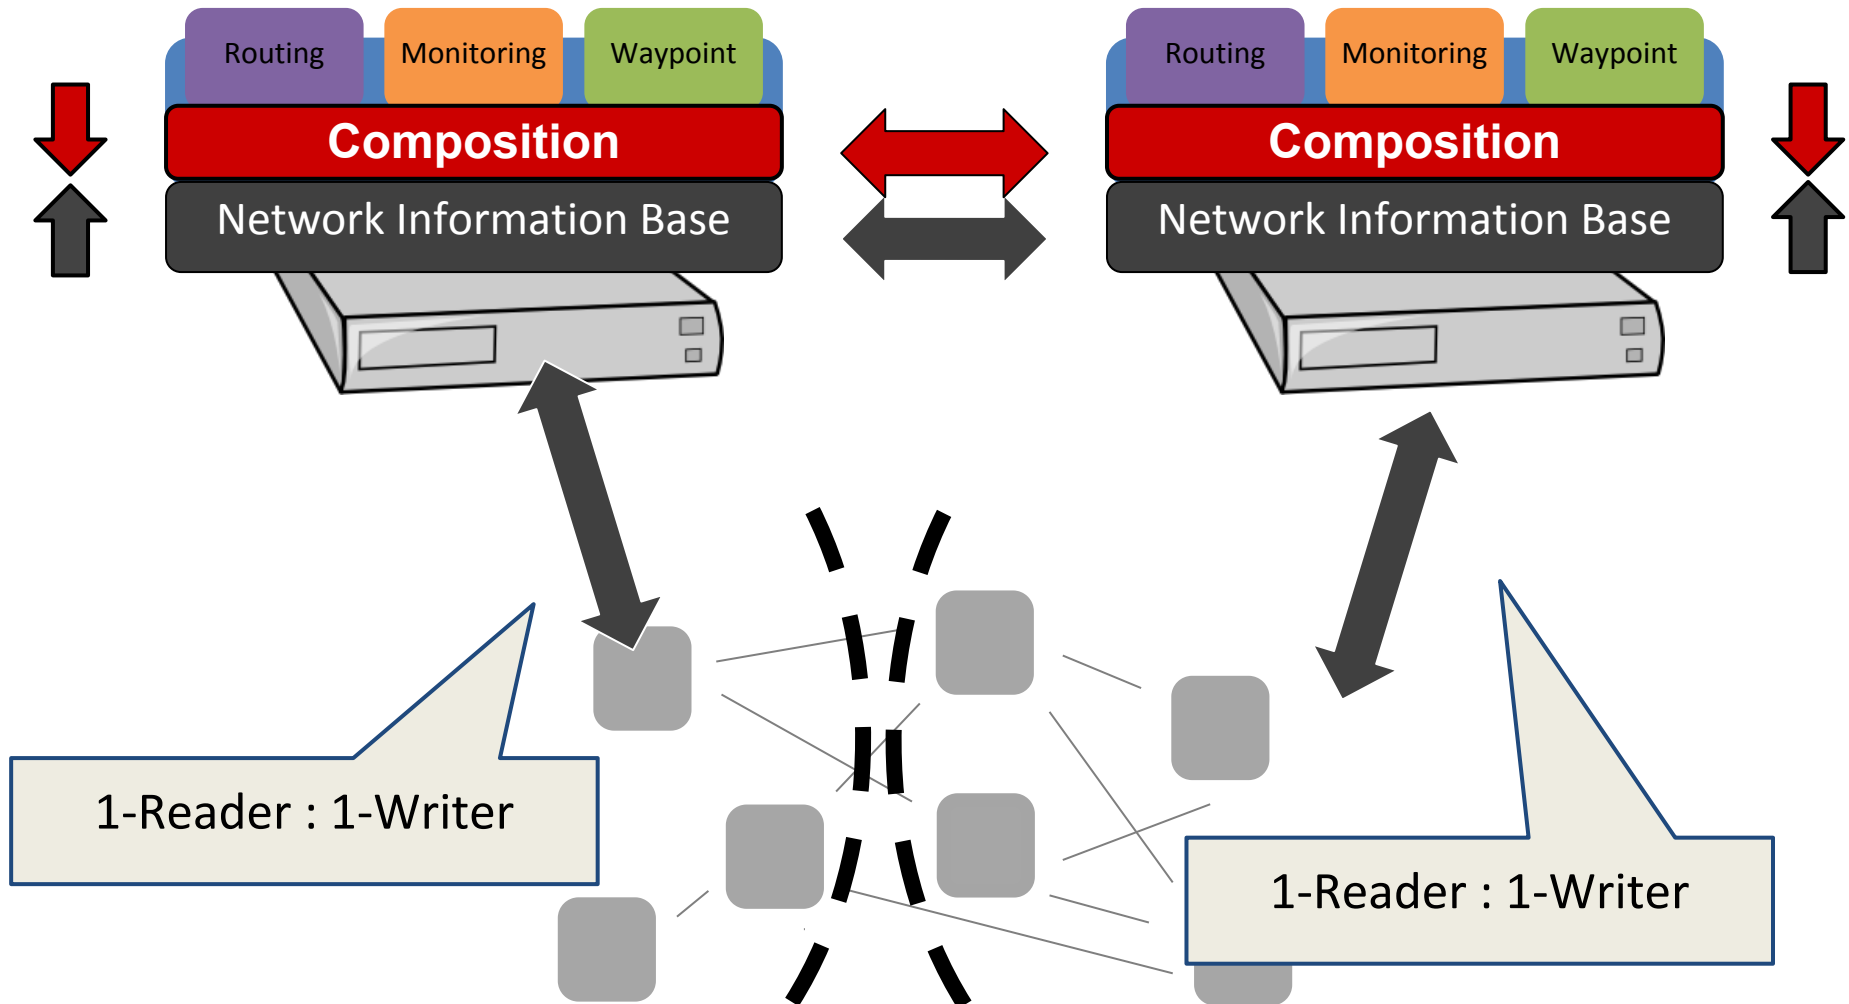 Routing Monitoring Waypoint
Composition
Network Information Base
Routing Monitoring Waypoint
Composition
Network Information Base
1-Reader : 1-Writer
1-Reader : 1-Writer